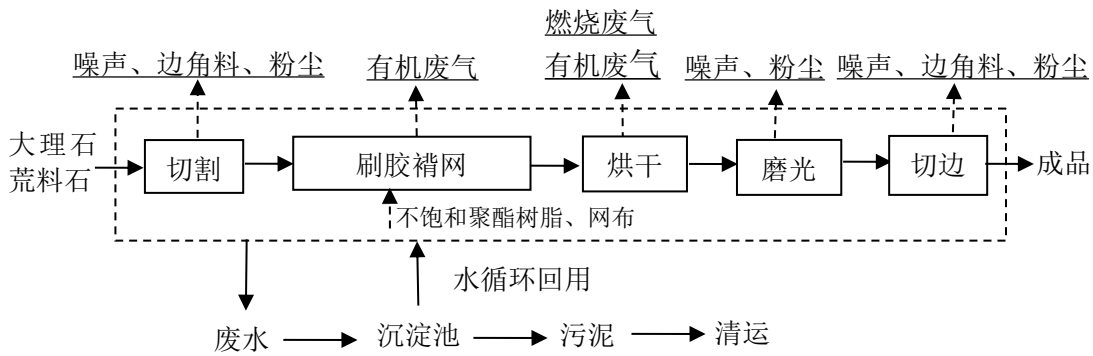 燃烧废气
噪声、边角料、粉尘
有机废气
有机废气
噪声、粉尘
噪声、边角料、粉尘
大理石
荒料石
切割
刷胶褙网
烘干
磨光
切边
成品
不饱和聚酯树脂、网布
水循环回用
废水
沉淀池
污泥
清运